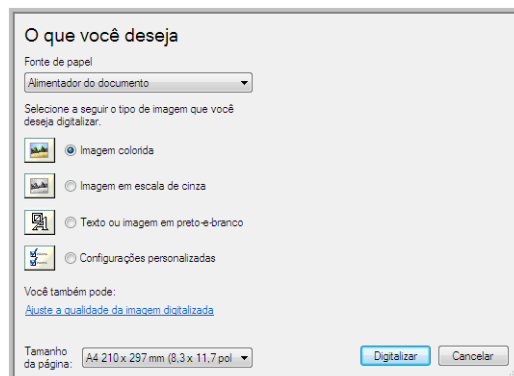 O que você deseja
Fonte de papel
Alimentador do documento
Selecione a seguir o tipo de imagem que você
deseja digitalizar.
Imagem colorida
Imagem em escala de cinza
Texto ou imagem em preto-e-branco
Configurações personalizadas
Você também pode:
Ajuste a qualidade da imagem digitalizada
Tamanho
da página:
A4 210 x 297 mm (8,3 x 11,7 pol
Digitalizar
Cancelar